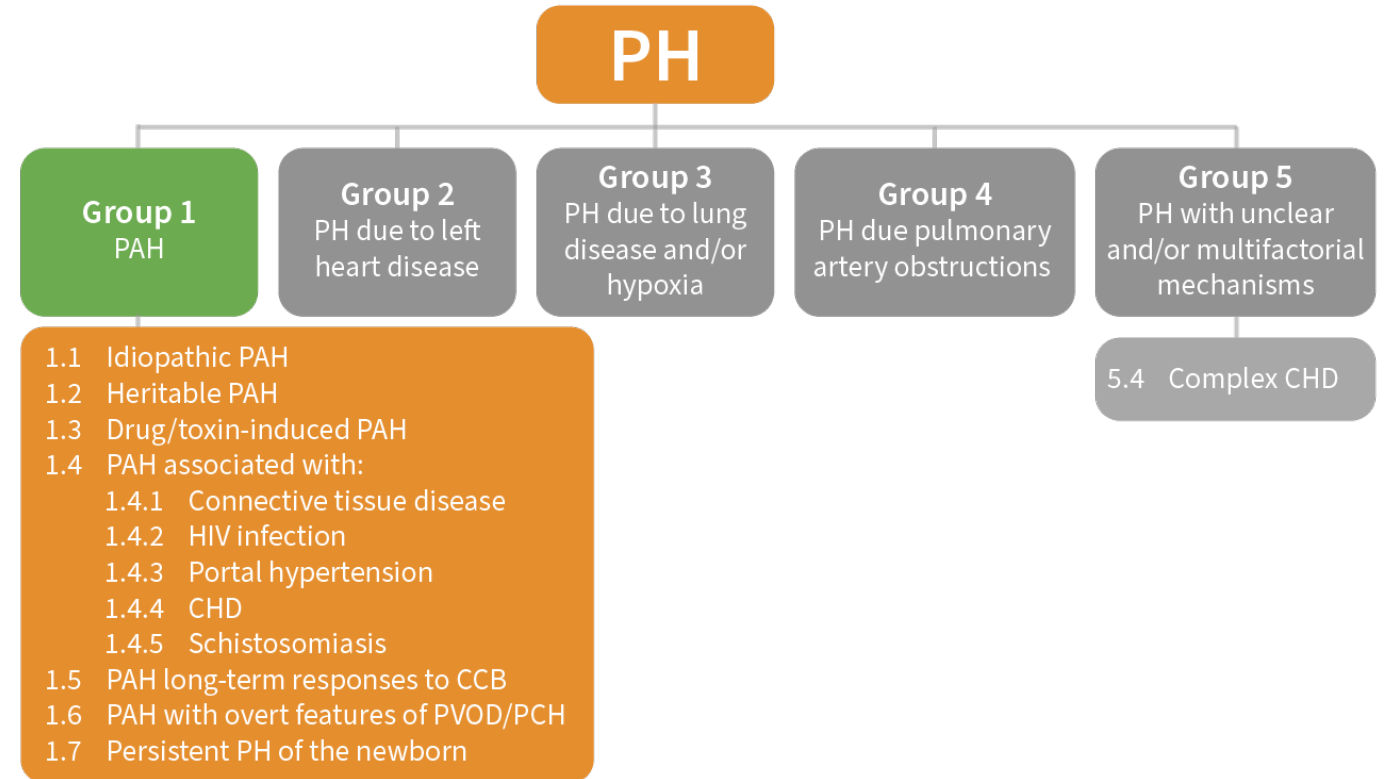 PH
Group 1
PAH
Group 2
PH due to left
heart disease
Group 3
PH due to lung
disease and/or
hypoxia
Group 4
PH due pulmonary
artery obstructions
Group 5
PH with unclear
and/or multifactorial
mechanisms
1.1 Idiopathic PAH
1.2 Heritable PAH
1.3 Drug/toxin-induced PAH
1.4 PAH associated with:
1.4.1 Connective tissue disease
1.4.2 HIV infection
1.4.3 Portal hypertension
1.4.4 CHD
1.4.5 Schistosomiasis
1.5 PAH long-term responses to CCB
1.6 PAH with overt features of PVOD/PCH
1.7 Persistent PH of the newborn
5.4 Complex CHD